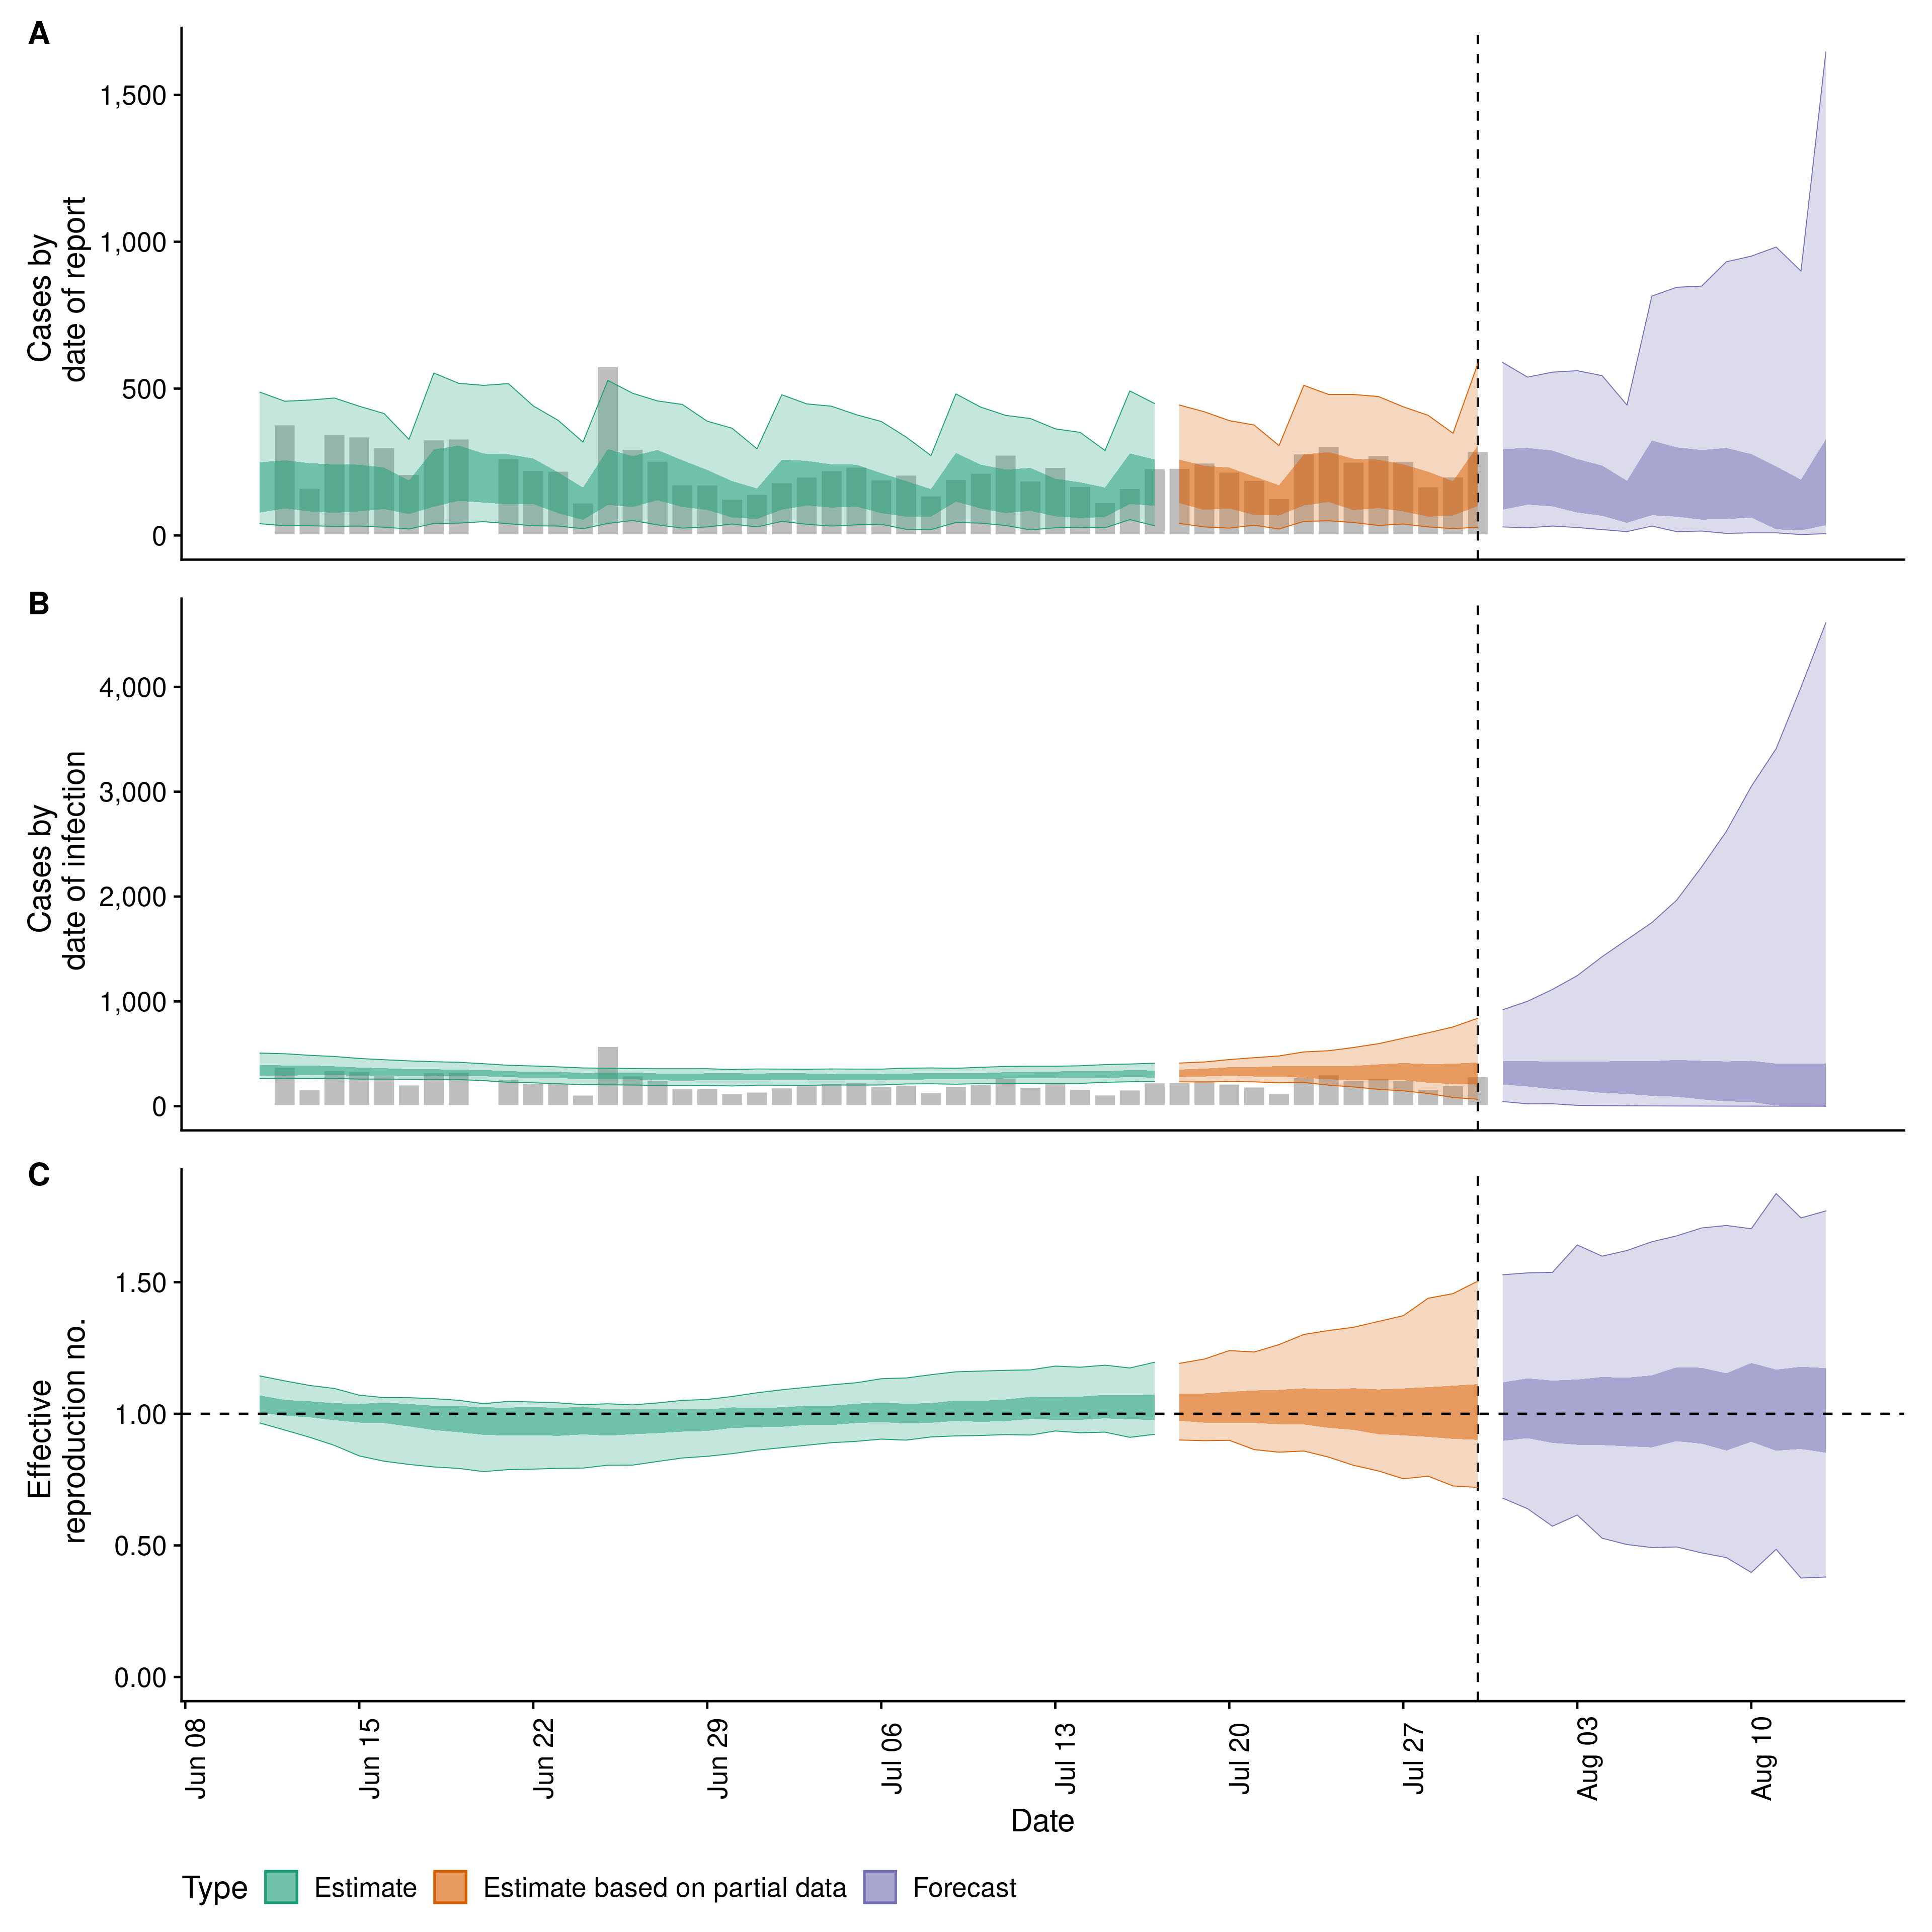 A
Cases by
date of report
1,500
1,000
500
0
B
Cases by
date of infection
4,000
3,000
2,000
1,000
0
C
Effective
reproduction no.
1.50
1.00
0.50
0.00
Jun 08
Jun 15
Jun 22
Jun 29
Jul 06
Jul 13
Jul 20
Jul 27
Aug 03
Aug 10
Date
Type Estimate Estimate based on partial data Forecast